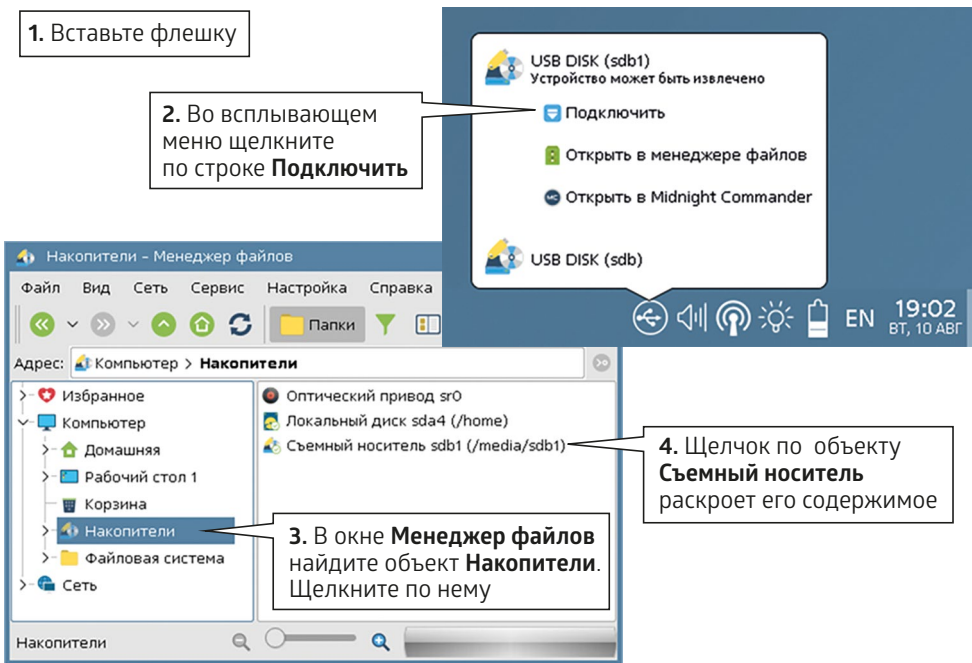 1. Вставьте флешку
2. Во всплывающем
меню щелкните
по строке Подключить
USB DISK (sdb1)
Устройство может быть извлечено
Подключить
Открыть в менеджере файлов
Открыть в Midnight Commander
USB DISK (sdb)
EN
19:02
ВТ, 10 АВГ
Накопители – Менеджер файлов
Файл Вид Сеть Сервис Настройка Справка
Папки
Адрес: Компьютер > Накопители
Избранное
Компьютер
Домашняя
Рабочий стол 1
Корзина
Накопители
Файловая система
Сеть
Оптический привод sr0
Локальный диск sda4 (/home)
Съемный носитель sdb1 (/media/sdb1)
3. В окне Менеджер файлов
найдите объект Накопители.
Щелкните по нему
4. Щелчок по объекту
Съемный носитель
раскроет его содержимое
Накопители